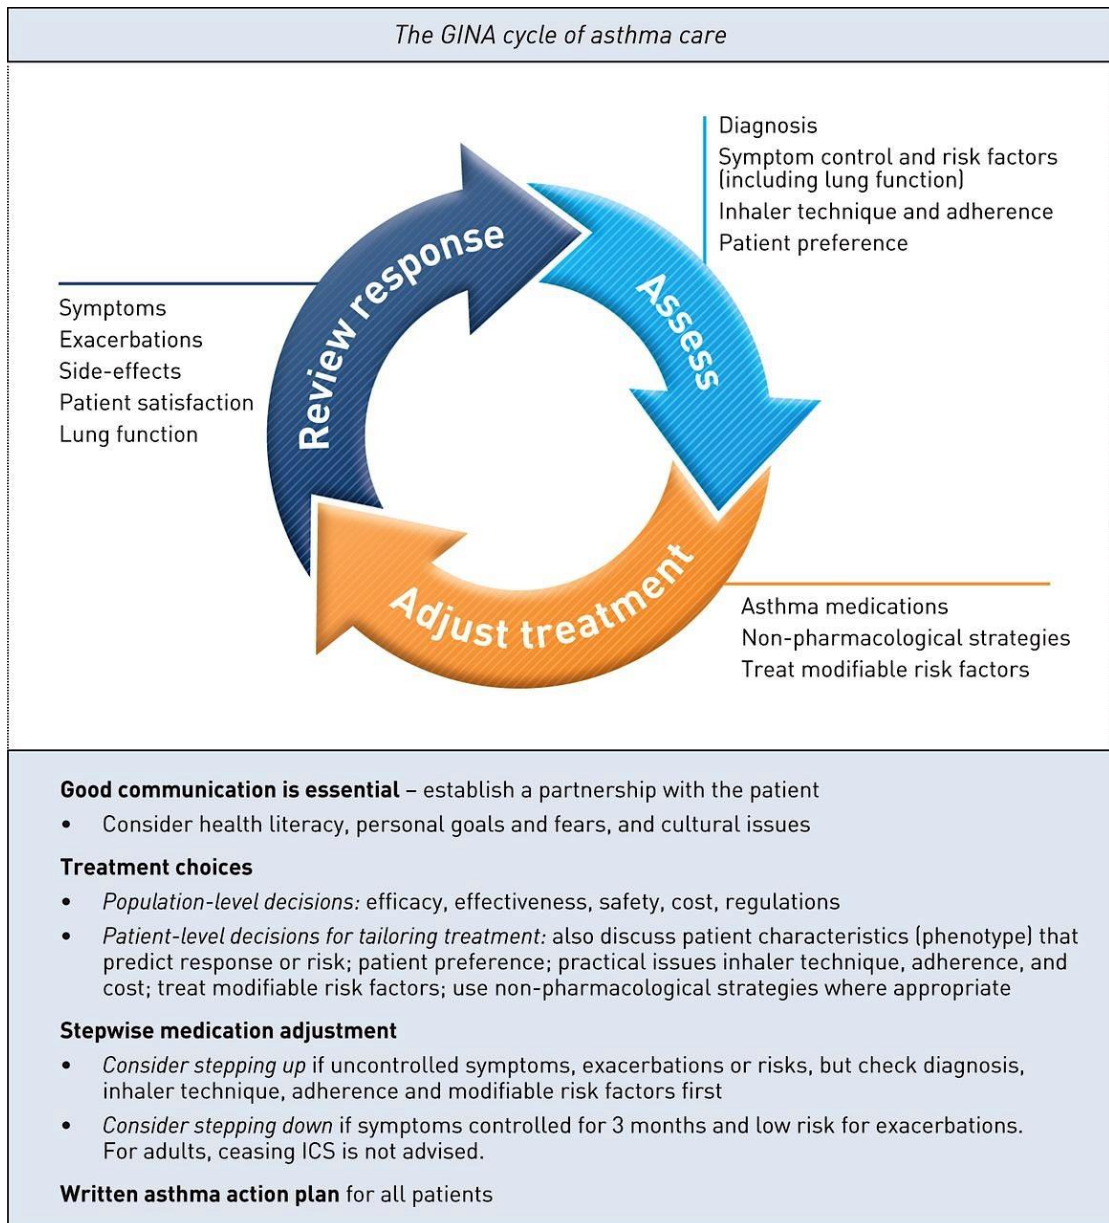 The GINA cycle of asthma care
Diagnosis
Symptom control and risk factors
(including lung function)
Inhaler technique and adherence
Patient preference
Review response
Assess
Symptoms
Exacerbations
Side-effects
Patient satisfaction
Lung function
Adjust treatment
Asthma medications
Non-pharmacological strategies
Treat modifiable risk factors
Good communication is essential – establish a partnership with the patient
• Consider health literacy, personal goals and fears, and cultural issues
Treatment choices
• Population-level decisions: efficacy, effectiveness, safety, cost, regulations
• Patient-level decisions for tailoring treatment: also discuss patient characteristics (phenotype) that
predict response or risk; patient preference; practical issues inhaler technique, adherence, and
cost; treat modifiable risk factors; use non-pharmacological strategies where appropriate
Stepwise medication adjustment
• Consider stepping up if uncontrolled symptoms, exacerbations or risks, but check diagnosis,
inhaler technique, adherence and modifiable risk factors first
• Consider stepping down if symptoms controlled for 3 months and low risk for exacerbations.
For adults, ceasing ICS is not advised.
Written asthma action plan for all patients